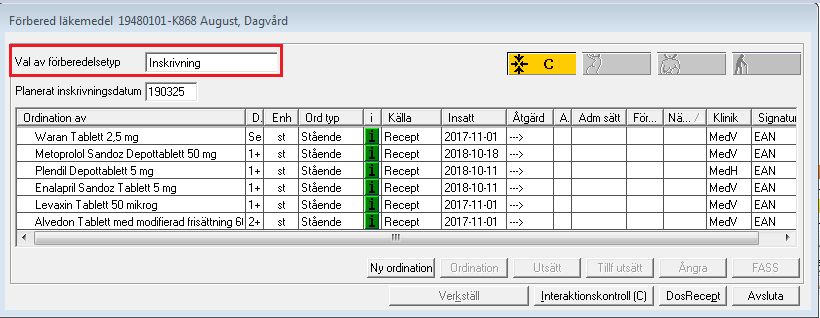 Förbered läkemedel 19480101-K868 August, Dagvård
Val av förberedelsetyp Inskrivning
C
Planerat inskrivningsdatum 190325
Ordination av D. Enh Ord typ i Källa Insatt Åtgärd A. Adm sätt För... Nä... / Klinik Signatur
Waran Tablett 2,5 mg Se st Stående i Recept 2017-11-01 ---> MedV EAN
Metoprolol Sandoz Depottablett 50 mg 1+ st Stående i Recept 2018-10-18 ---> MedV EAN
Plendil Depottablett 5 mg 1+ st Stående i Recept 2018-10-11 ---> MedH EAN
Enalapril Sandoz Tablett 5 mg 1+ st Stående i Recept 2018-10-11 ---> MedV EAN
Levaxin Tablett 50 mikrog 1+ st Stående i Recept 2017-11-01 ---> MedV EAN
Alvedon Tablett med modifierad frisättning 2+ st Stående i Recept 2017-11-01 ---> MedV EAN
Ny ordination Ordination Utsätt Tillf utsätt Ångra FASS
Verkställ Interaktionskontroll (C) DosRecept Avsluta